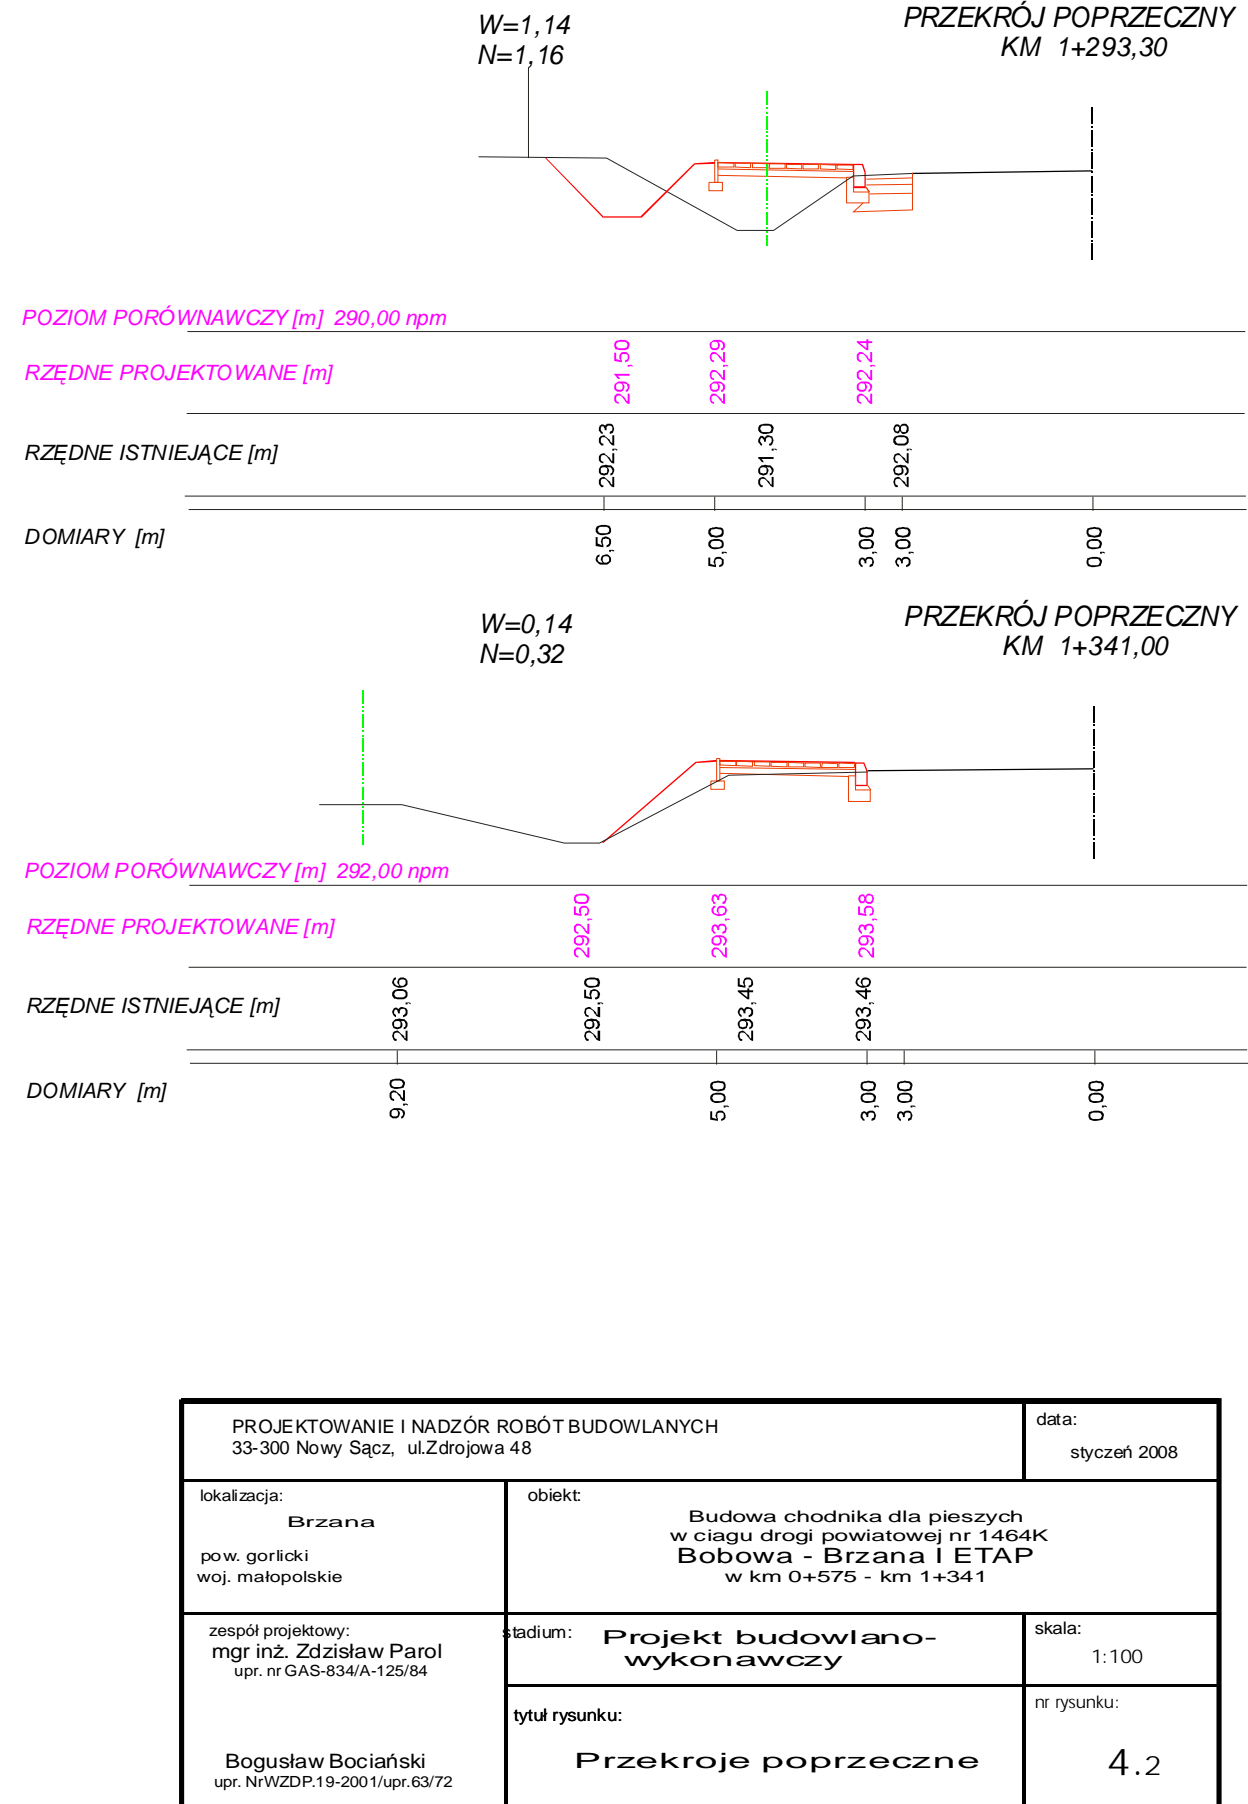 W=1,14
N=1,16
PRZEKRÓJ POPRZECZNY
KM 1+293,30
POZIOM PORÓWNAWCZY [m] 290,00 npm
RZĘDNE PROJEKTOWANE [m]
291,50 292,29 292,24
RZĘDNE ISTNIEJĄCE [m]
292,23 291,30 292,08
DOMIARY [m]
6,50 5,00 3,00 3,00 0,00
W=0,14
N=0,32
PRZEKRÓJ POPRZECZNY
KM 1+341,00
POZIOM PORÓWNAWCZY [m] 292,00 npm
RZĘDNE PROJEKTOWANE [m]
292,50 293,63 293,58
RZĘDNE ISTNIEJĄCE [m]
293,06 292,50 293,45 293,46
DOMIARY [m]
9,20 5,00 3,00 3,00 0,00
PROJEKTOWANIE I NADZÓR ROBÓT BUDOWLANYCH
33-300 Nowy Sącz, ul.Zdrojowa 48
data:
styczeń 2008
lokalizacja:
Brzana
pow. gorlicki
woj. małopolskie
obiekt:
Budowa chodnika dla pieszych
w ciagu drogi powiatowej nr 1464K
Bobowa - Brzana I ETAP
w km 0+575 - km 1+341
zespół projektowy:
mgr inż. Zdzisław Parol
upr. nr GAS-834/A-125/84
Bogusław Bociański
upr. NrWZDP.19-2001/upr.63/72
stadium:
Projekt budowlano-
wykonawczy
skala:
1:100
tytuł rysunku:
Przekroje poprzeczne
nr rysunku:
4.2